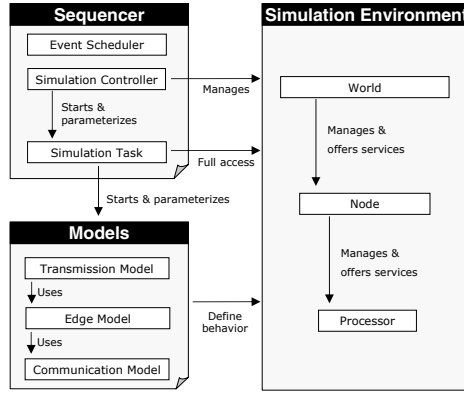 Sequencer
Event Scheduler
Simulation Controller
Starts &
parameterizes
Simulation Task
Manages
Full access
Starts & parameterizes
Models
Transmission Model
Uses
Edge Model
Uses
Communication Model
Define
behavior
Simulation Environment
World
Manages &
offers services
Node
Manages &
offers services
Processor